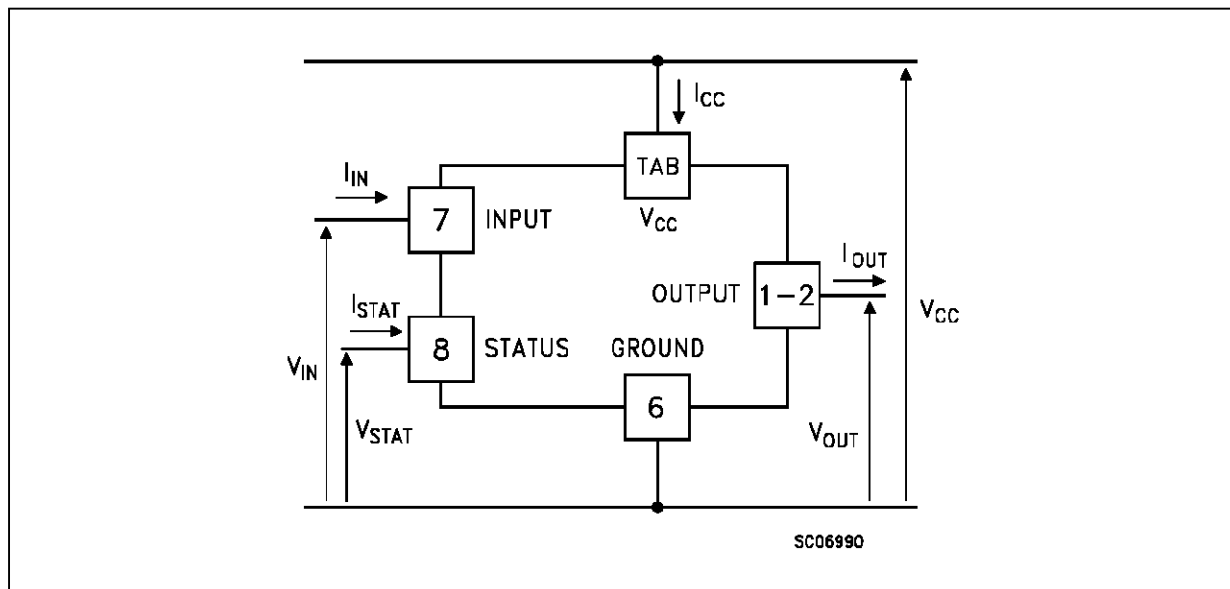 I_CC
TAB
V_CC
I_IN
7 INPUT
I_OUT
OUTPUT 1-2
V_CC
I_STAT
8 STATUS
GROUND
6
V_IN
V_STAT
V_OUT
SC06990